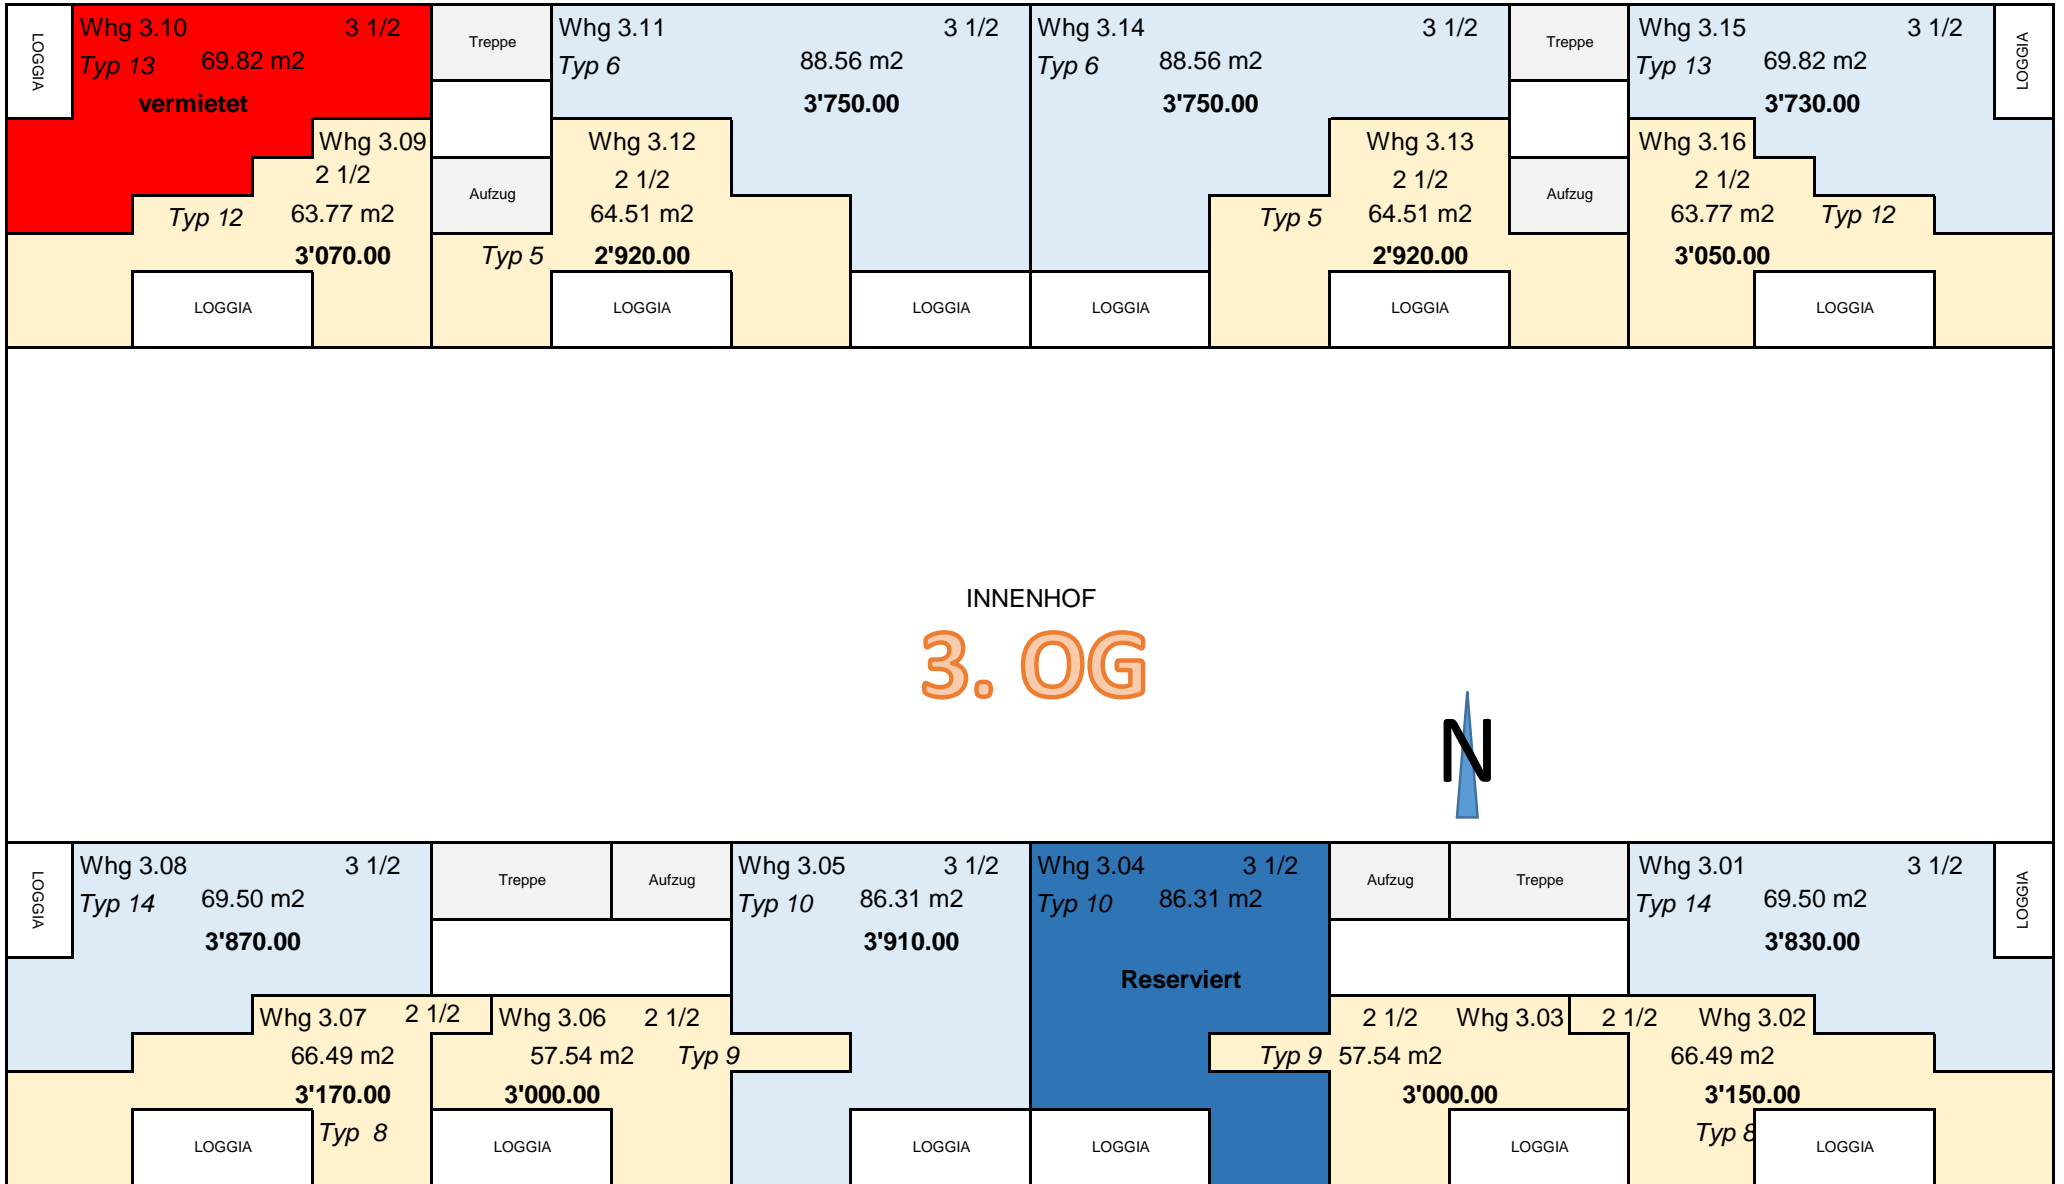 LOGGIA
Whg 3.10 3 1/2
Typ 13 69.82 m2
vermietet
Treppe
Whg 3.11 3 1/2
Typ 6 88.56 m2
3'750.00
Whg 3.14 3 1/2
Typ 6 88.56 m2
3'750.00
Treppe
Whg 3.15 3 1/2
Typ 13 69.82 m2
3'730.00
LOGGIA
Whg 3.09
2 1/2
Typ 12 63.77 m2
3'070.00
LOGGIA
Aufzug
Whg 3.12
2 1/2
64.51 m2
Typ 5 2'920.00
LOGGIA
LOGGIA
LOGGIA
Whg 3.13
2 1/2
Typ 5 64.51 m2
2'920.00
LOGGIA
Aufzug
Whg 3.16
2 1/2
63.77 m2 Typ 12
3'050.00
LOGGIA
INNENHOF
3. OG
N
LOGGIA
Whg 3.08 3 1/2
Typ 14 69.50 m2
3'870.00
Treppe
Aufzug
Whg 3.05 3 1/2
Typ 10 86.31 m2
3'910.00
Whg 3.04 3 1/2
Typ 10 86.31 m2
Reserviert
Aufzug
Treppe
Whg 3.01 3 1/2
Typ 14 69.50 m2
3'830.00
LOGGIA
Whg 3.07 2 1/2
66.49 m2
3'170.00
Typ 8
LOGGIA
Whg 3.06 2 1/2
57.54 m2 Typ 9
3'000.00
LOGGIA
LOGGIA
LOGGIA
2 1/2 Whg 3.03
Typ 9 57.54 m2
3'000.00
LOGGIA
2 1/2 Whg 3.02
66.49 m2
3'150.00
Typ 8
LOGGIA